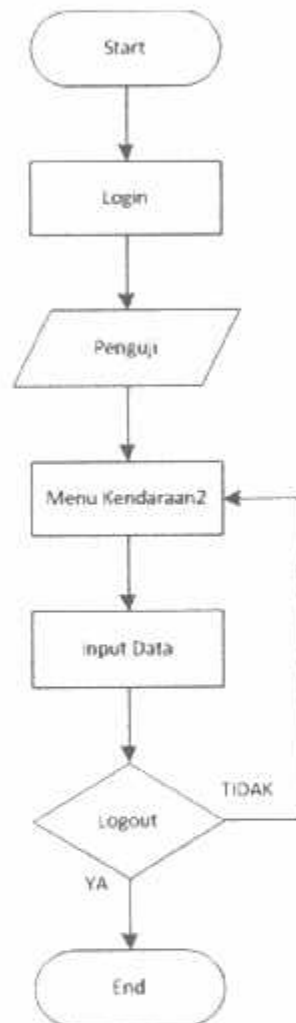 Start
Login
Penguji
Menu Kendaraan2
Input Data
Logout
TIDAK
YA
End